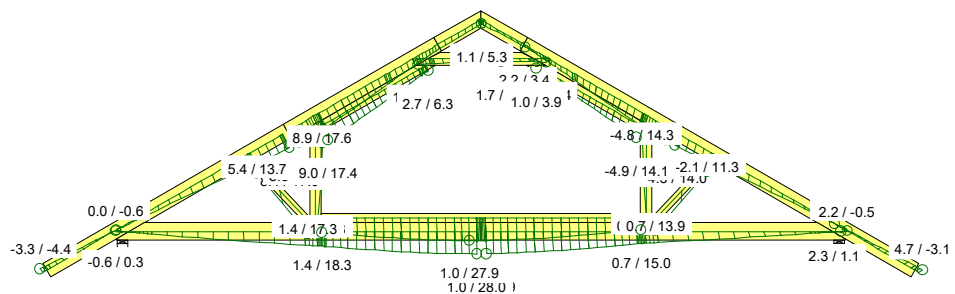 1.1 / 5.3
2.2 / 3.4
2.7 / 6.3
1.7 /
1.0 / 3.9
8.9 / 17.6
-4.8 / 14.3
5.4 / 13.7
9.0 / 17.4
-4.9 / 14.1
-2.1 / 11.3
0.0 / -0.6
2.2 / -0.5
1.4 / 17.3
0.7 / 13.9
-3.3 / -4.4
-0.6 / 0.3
1.4 / 18.3
1.0 / 27.9
1.0 / 28.0
0.7 / 15.0
2.3 / 1.1
4.7 / -3.1